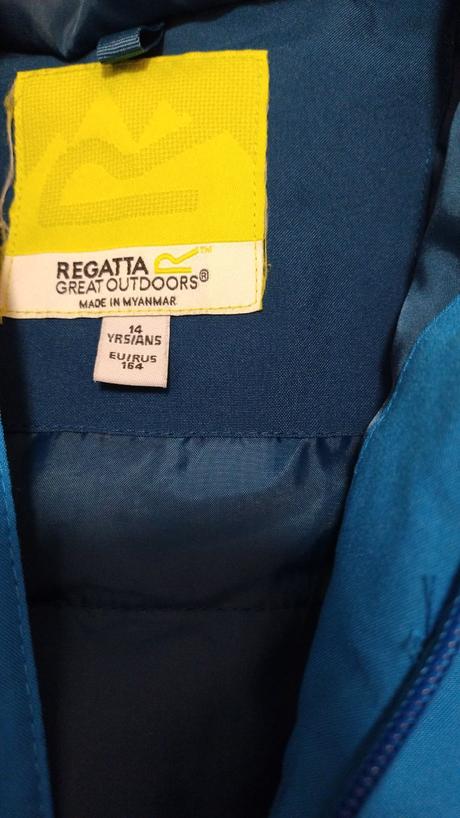 REGATTA
GREAT OUTDOORS®
MADE IN MYANMAR
14
YRS/ANS
EU/RUS
164